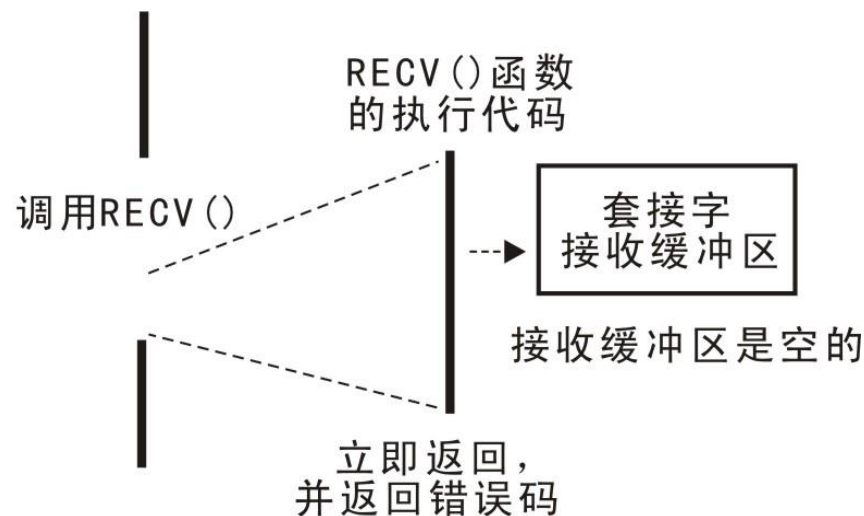 RECV()函数
的执行代码
调用RECV()
套接字
接收缓冲区
接收缓冲区是空的
立即返回，
并返回错误码